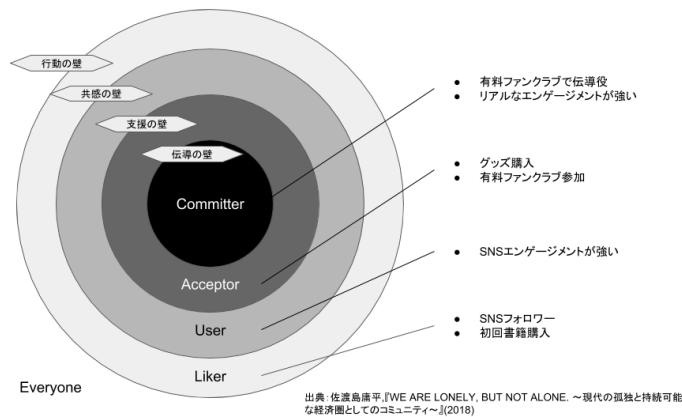 行動の壁
共感の壁
支援の壁
伝導の壁
Committer
Acceptor
User
Liker
Everyone
● 有料ファンクラブで伝導役
● リアルなエンゲージメントが強い
● グッズ購入
● 有料ファンクラブ参加
● SNSエンゲージメントが強い
● SNSフォロワー
● 初回書籍購入
出典：佐渡島庸平,『WE ARE LONELY, BUT NOT ALONE. 〜現代の孤独と持続可能
な経済圏としてのコミュニティ〜』(2018)